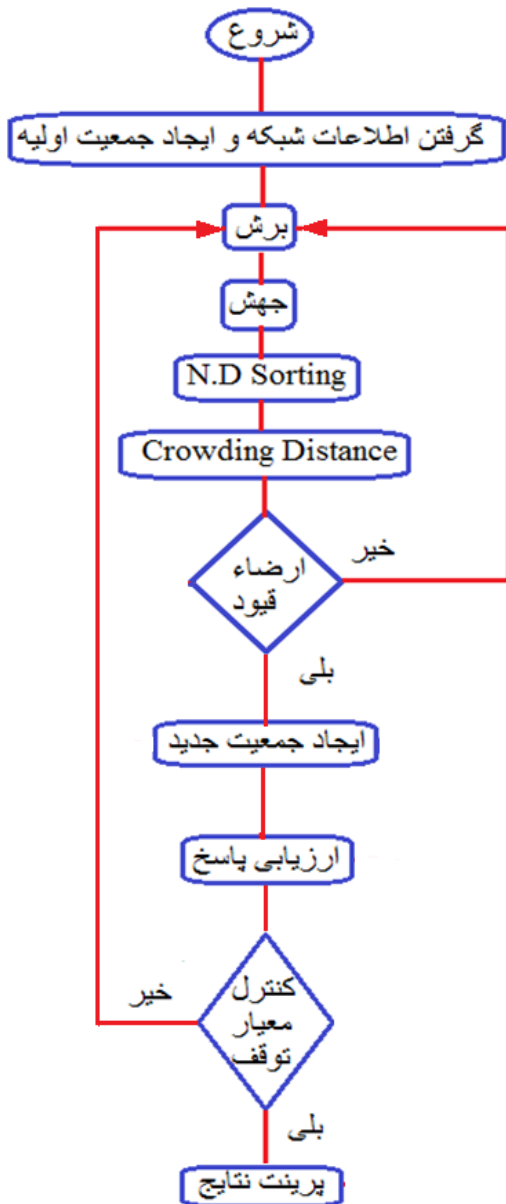 شروع
گرفتن اطلاعات شبکه و ایجاد جمعیت اولیه
برش
جهش
N.D Sorting
Crowding Distance
ارضاء
قیود
خیر
بلی
ایجاد جمعیت جدید
ارزیابی پاسخ
کنترل
معیار
توقف
خیر
بلی
پرینت نتایج